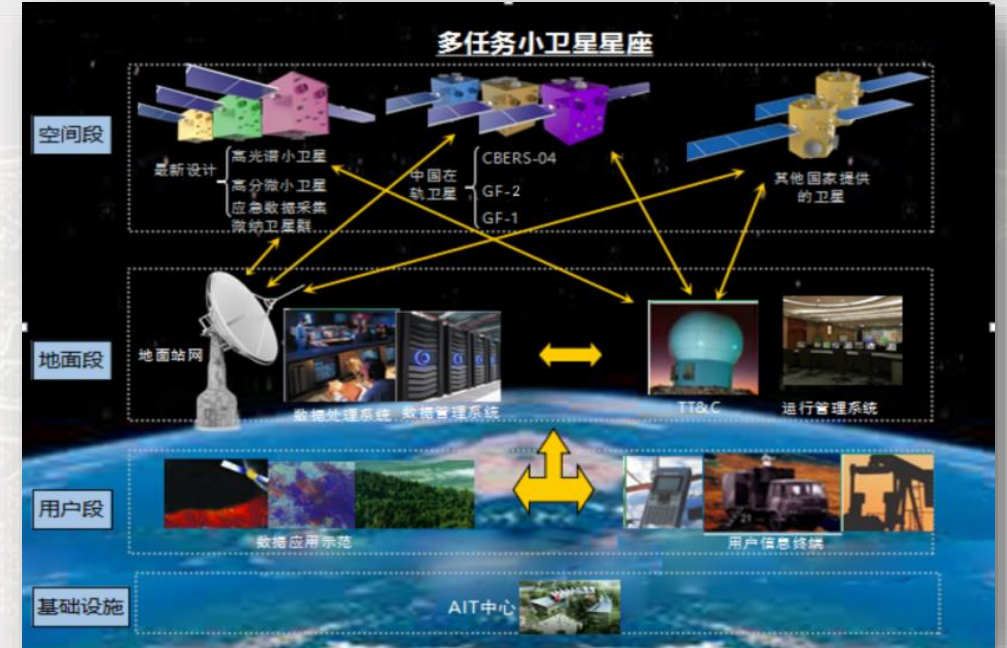 多任务小卫星星座
空间段
最新设计
高光谱小卫星
高分微小卫星
应急数据采集
微纳卫星群
中国在
轨卫星
CBERS-04
GF-2
GF-1
其他国家提供
的卫星
地面段
地面站网
数据处理系统
数据管理系统
TT&C
运行管理系统
用户段
数据应用示范
21
用户信息终端
基础设施
AIT中心